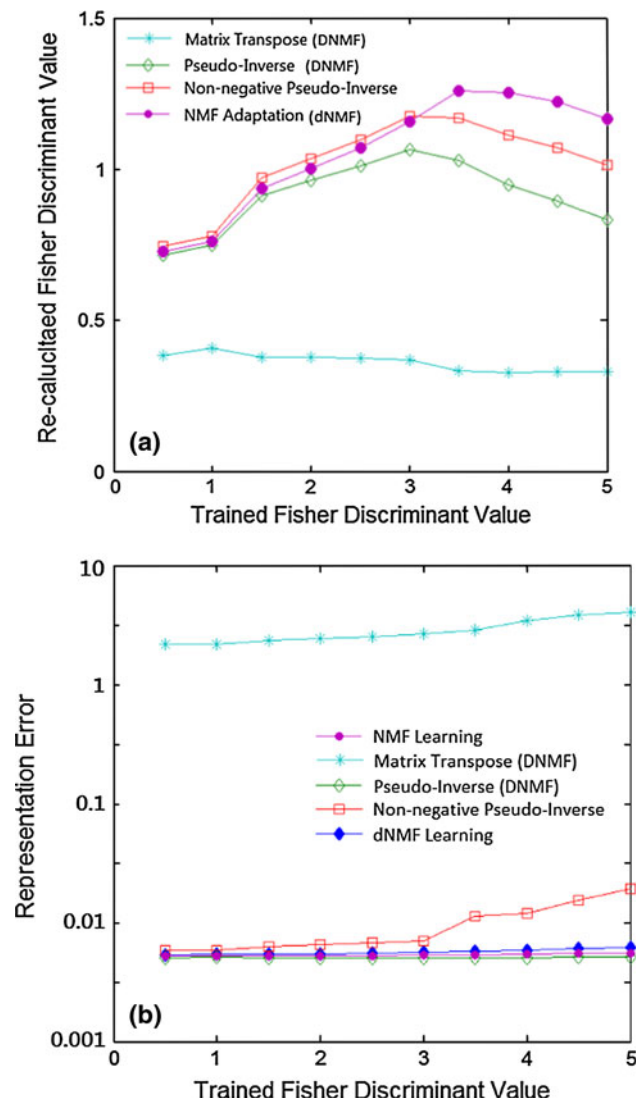 1.5
Matrix Transpose (DNMF)
Pseudo-Inverse (DNMF)
Non-negative Pseudo-Inverse
NMF Adaptation (dNMF)
1
0.5
0
Re-calucltaed Fisher Discriminant Value
(a)
0 1 2 3 4 5
Trained Fisher Discriminant Value
10
1
0.1
0.01
0.001
Representation Error
NMF Learning
Matrix Transpose (DNMF)
Pseudo-Inverse (DNMF)
Non-negative Pseudo-Inverse
dNMF Learning
(b)
0 1 2 3 4 5
Trained Fisher Discriminant Value